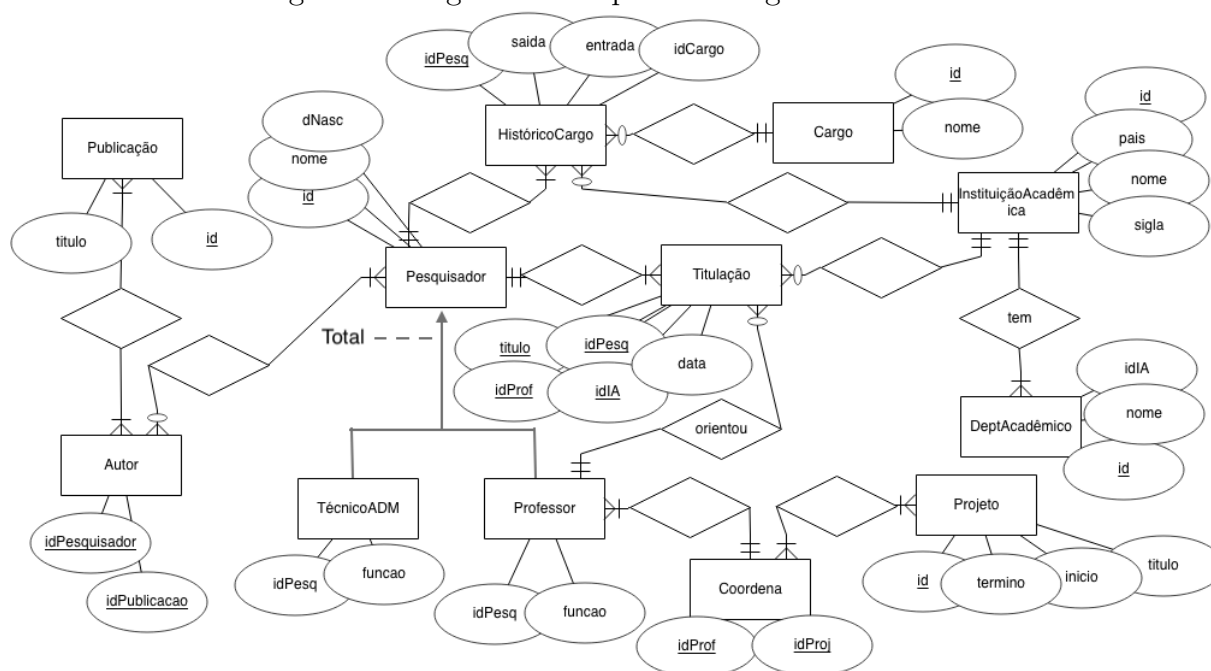 saida
entrada
idPesq
idCargo
id
dNasc
HistóricoCargo
Cargo
nome
id
Publicação
nome
pais
id
InstituiçãoAcadêm
ica
nome
sigla
titulo
id
Pesquisador
Titulação
tem
Total
titulo
idPesq
data
idProf
idIA
idIA
nome
orientou
DeptAcadêmico
id
Autor
TécnicoADM
Professor
Projeto
idPesquisador
funcao
idPesq
idPublicacao
idPesq
funcao
Coordena
id
termino
inicio
titulo
idProf
idProj